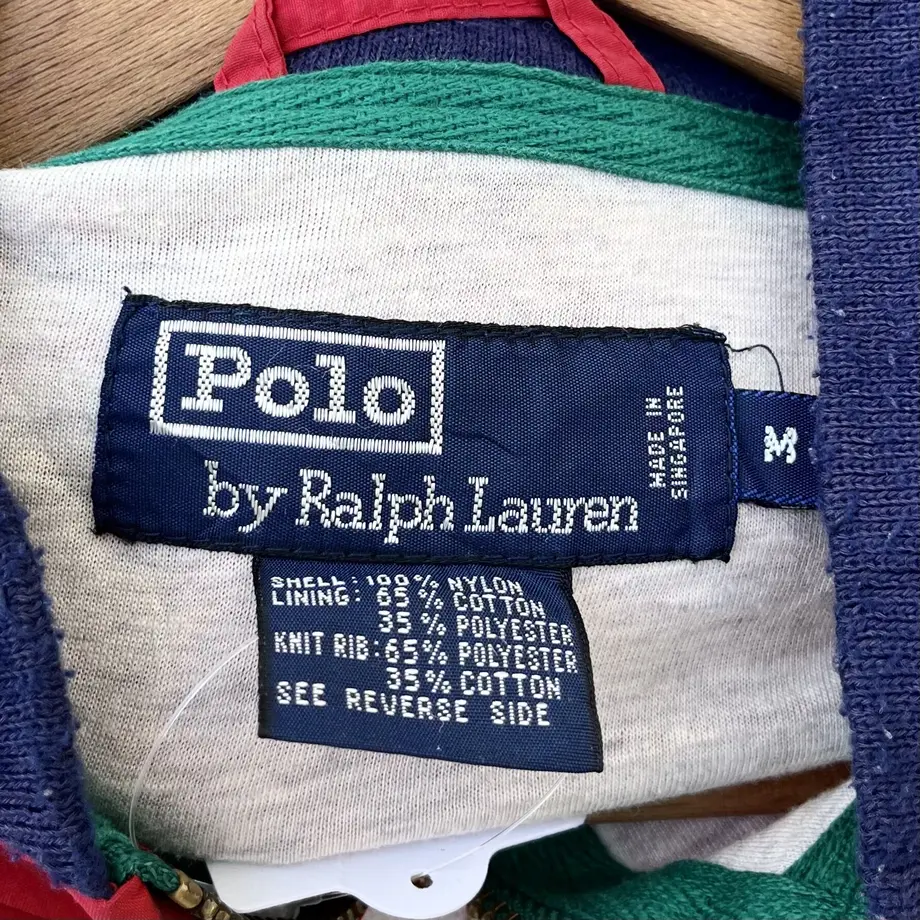 Polo
by Ralph Lauren
MADE IN
SINGAPORE
M
SHELL: 100% NYLON
LINING: 65% COTTON
35% POLYESTER
KNIT RIB: 65% POLYESTER
35% COTTON
SEE REVERSE SIDE